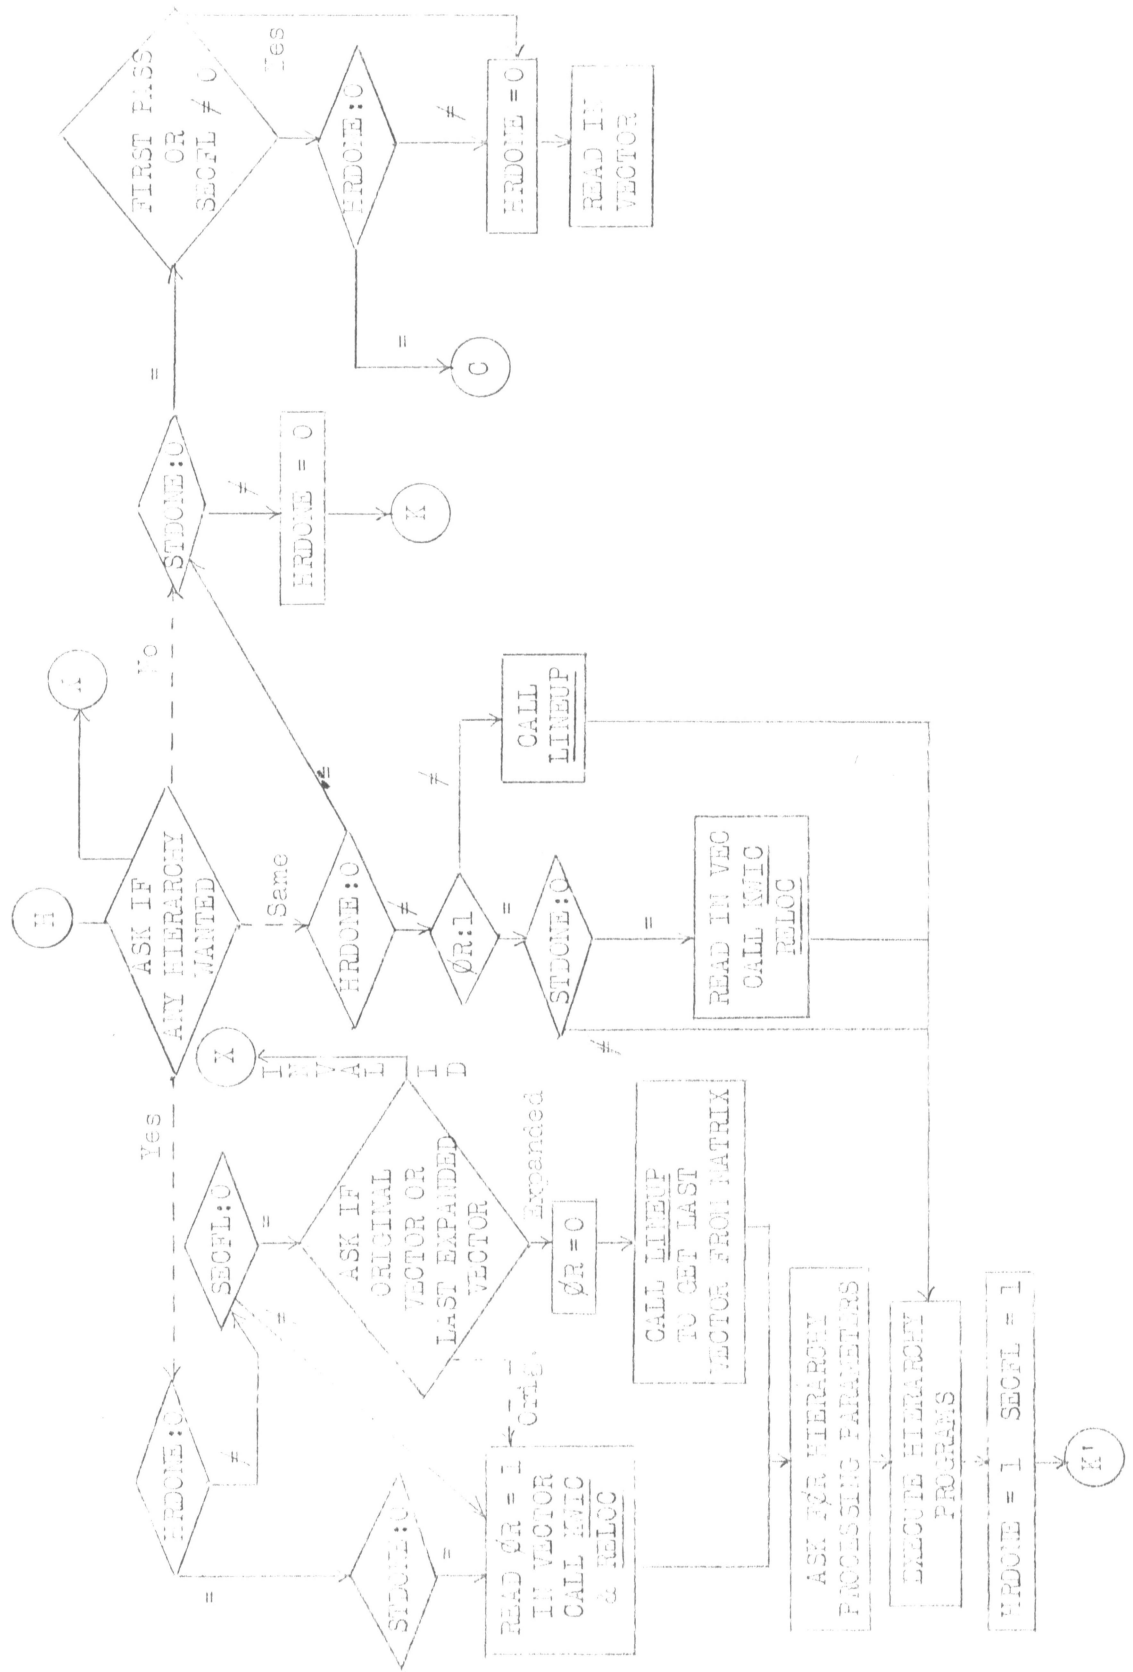 H
A
ASK IF
ANY HIERARCHY
WANTED
Yes
No
!Same
HRDONE:0
=
≠
STDONE:0
=
SECFL:0
=
≠
ASK IF
ORIGINAL
VECTOR OR
LAST EXPANDED
VECTOR
X
INVALID
Orig.
Expanded
READ ØR = 1
IN VECTOR
CALL KWIC
& RELOC
ØR=0
CALL LINEUP
TO GET LAST
VECTOR FROM MATRIX
HRDONE:0
=
≠
ØR:1
≠
=
STDONE:0
≠
=
READ IN VEC
CALL KWIC
RELOC
CALL
LINEUP
ASK FØR HIERARCHY
PROCESSING PARAMETERS
EXECUTE HIERARCHY
PROGRAMS
HRDONE = 1 SECFL = 1
K'
STDONE:0
=
≠
HRDONE = 0
K
FIRST PASS
OR
SECFL ≠ 0
Yes
HRDONE:0
=
≠
C
HRDONE = 0
READ IN
VECTOR